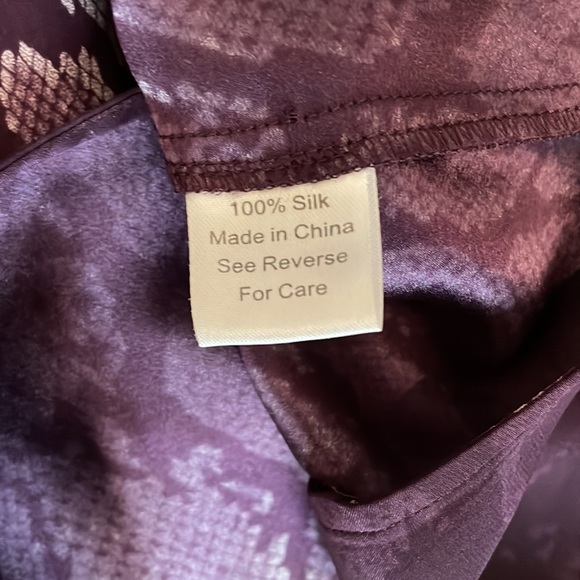 100% Silk
Made in China
See Reverse
For Care